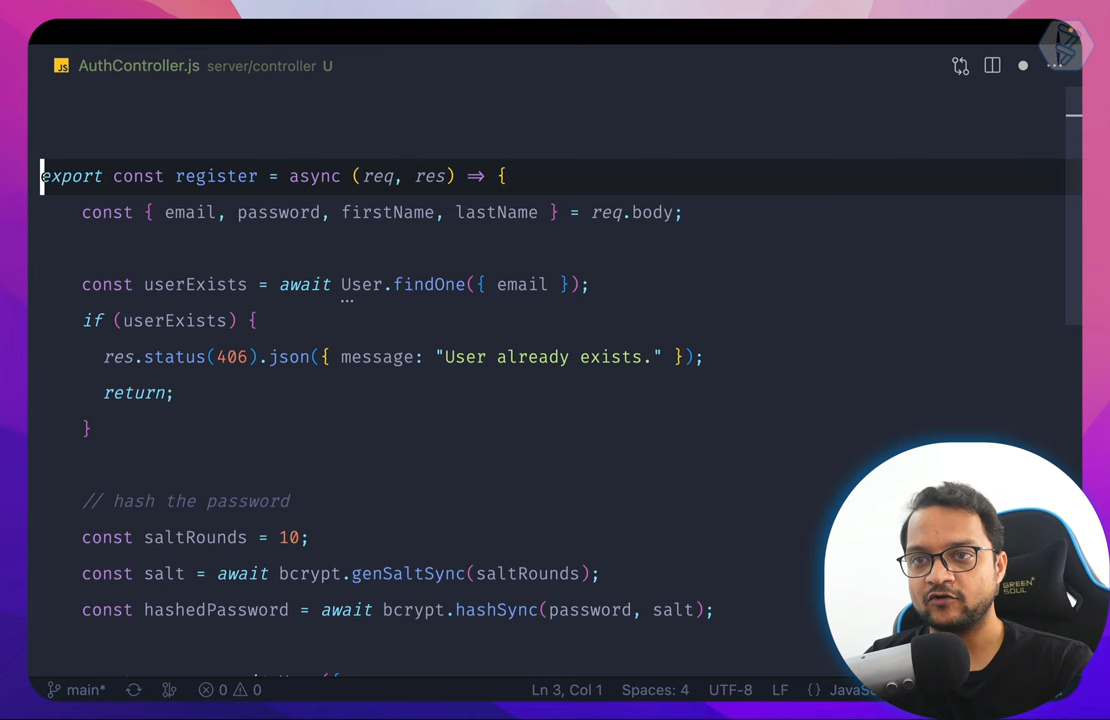 JS AuthController.js server/controller U
export const register = async (req, res) => {
const { email, password, firstName, lastName } = req.body;
const userExists = await User.findOne({ email });
if (userExists) {
res.status(406).json({ message: "User already exists." });
return;
}
// hash the password
const saltRounds = 10;
const salt = await bcrypt.genSaltSync(saltRounds);
const hashedPassword = await bcrypt.hashSync(password, salt);
main* 0 0 Ln 3, Col 1 Spaces: 4 UTF-8 LF {}
GREEN
SOUL